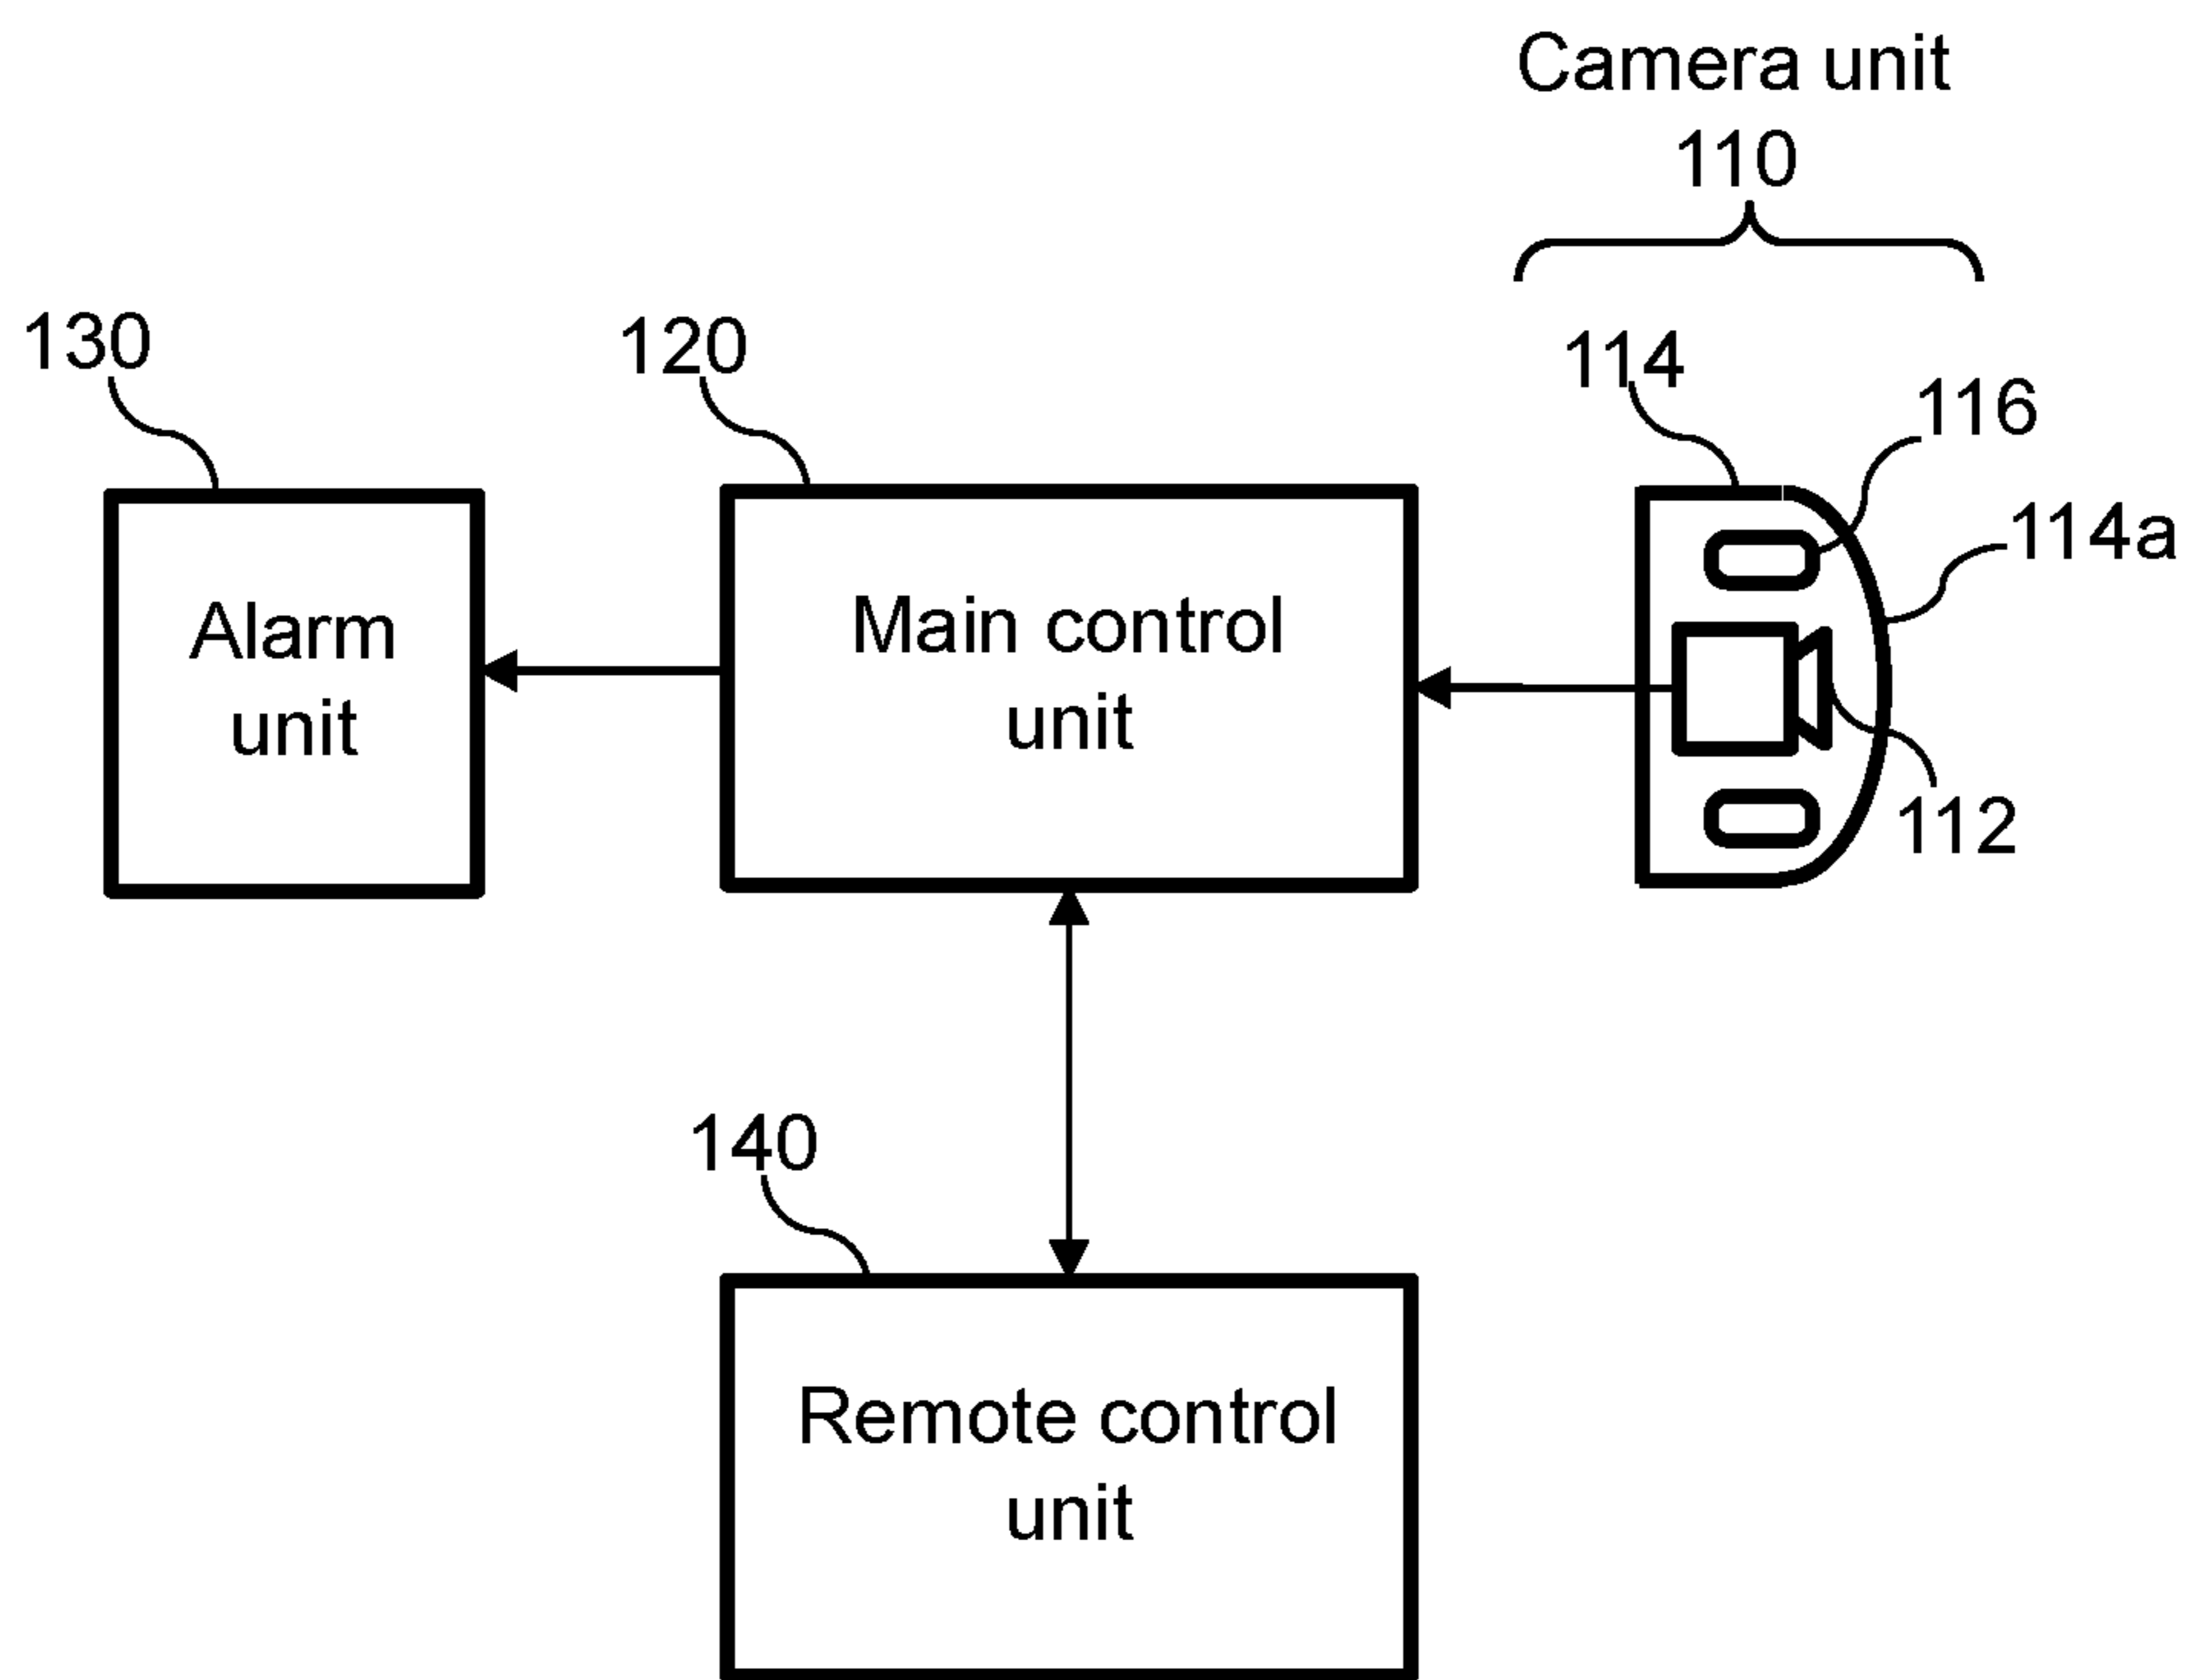 Camera unit
110
130
120
114
116
114a
Alarm
unit
Main control
unit
112
140
Remote control
unit